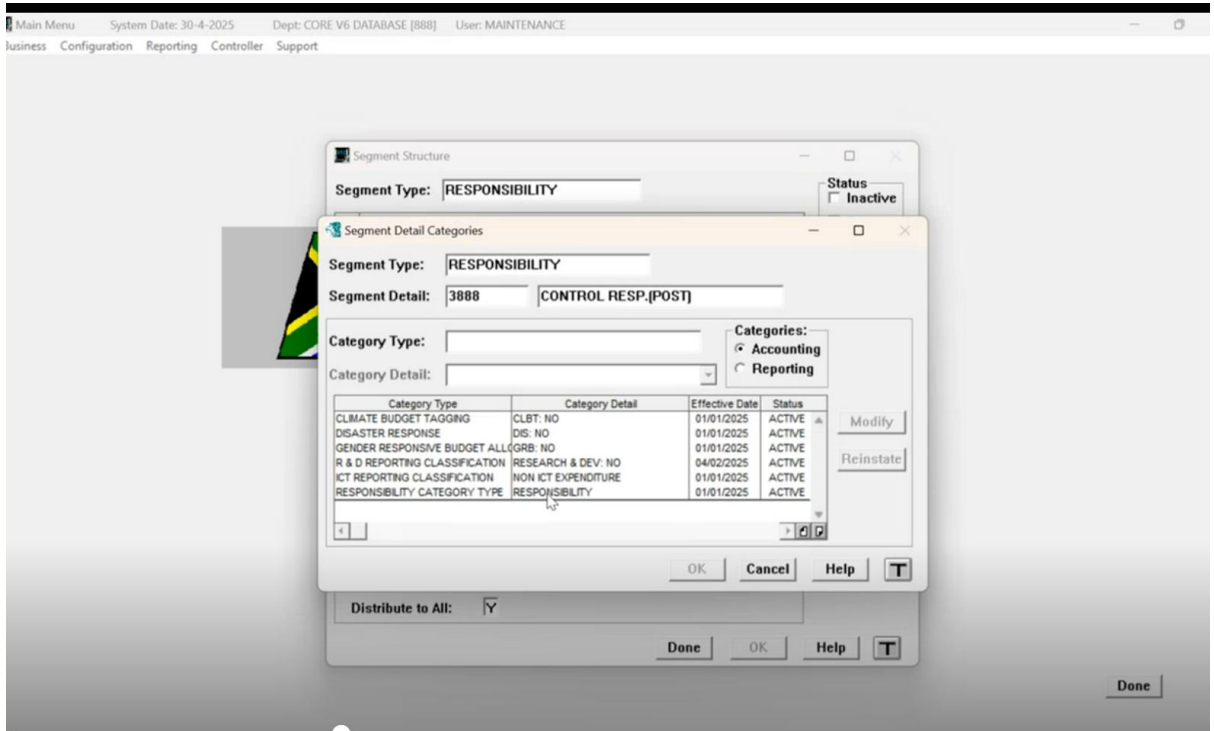 Main Menu System Date: 30-4-2025 Dept: CORE V6 DATABASE [888] User: MAINTENANCE
Business Configuration Reporting Controller Support
Segment Structure
Segment Type: RESPONSIBILITY
Status
Inactive
Segment Detail Categories
Segment Type: RESPONSIBILITY
Segment Detail: 3888 CONTROL RESP.(POST)
Category Type:
Categories:
Accounting
Category Detail:
Reporting
Category Type Category Detail Effective Date Status
CLIMATE BUDGET TAGGING CLBT: NO 01/01/2025 ACTIVE
DISASTER RESPONSE DIS: NO 01/01/2025 ACTIVE
GENDER RESPONSIVE BUDGET ALLO GRB: NO 01/01/2025 ACTIVE
R & D REPORTING CLASSIFICATION RESEARCH & DEV: NO 04/02/2025 ACTIVE
ICT REPORTING CLASSIFICATION NON ICT EXPENDITURE 01/01/2025 ACTIVE
RESPONSIBILITY CATEGORY TYPE RESPONSIBILITY 01/01/2025 ACTIVE
Modify
Reinstate
OK Cancel Help T
Distribute to All: Y
Done OK Help T
Done